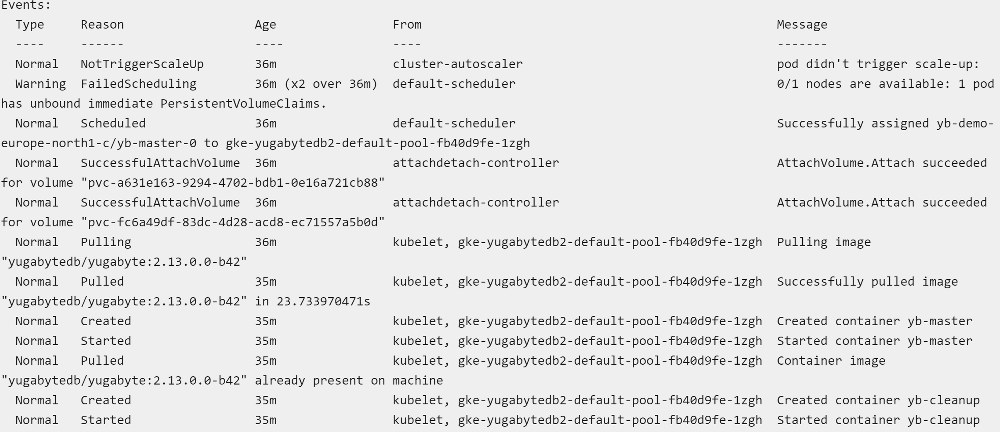 Events:
  Type     Reason                  Age                From                                                 Message
  ----     ------                  ----               ----                                                 -------
  Normal   NotTriggerScaleUp       36m                cluster-autoscaler                                   pod didn't trigger scale-up:
  Warning  FailedScheduling        36m (x2 over 36m)  default-scheduler                                    0/1 nodes are available: 1 pod
has unbound immediate PersistentVolumeClaims.
  Normal   Scheduled               36m                default-scheduler                                    Successfully assigned yb-demo-
europe-north1-c/yb-master-0 to gke-yugabytedb2-default-pool-fb40d9fe-1zgh
  Normal   SuccessfulAttachVolume  36m                attachdetach-controller                              AttachVolume.Attach succeeded
for volume "pvc-a631e163-9294-4702-bdb1-0e16a721cb88"
  Normal   SuccessfulAttachVolume  36m                attachdetach-controller                              AttachVolume.Attach succeeded
for volume "pvc-fc6a49df-83dc-4d28-acd8-ec71557a5b0d"
  Normal   Pulling                 36m                kubelet, gke-yugabytedb2-default-pool-fb40d9fe-1zgh  Pulling image
"yugabytedb/yugabyte:2.13.0.0-b42"
  Normal   Pulled                  35m                kubelet, gke-yugabytedb2-default-pool-fb40d9fe-1zgh  Successfully pulled image
"yugabytedb/yugabyte:2.13.0.0-b42" in 23.733970471s
  Normal   Created                 35m                kubelet, gke-yugabytedb2-default-pool-fb40d9fe-1zgh  Created container yb-master
  Normal   Started                 35m                kubelet, gke-yugabytedb2-default-pool-fb40d9fe-1zgh  Started container yb-master
  Normal   Pulled                  35m                kubelet, gke-yugabytedb2-default-pool-fb40d9fe-1zgh  Container image
"yugabytedb/yugabyte:2.13.0.0-b42" already present on machine
  Normal   Created                 35m                kubelet, gke-yugabytedb2-default-pool-fb40d9fe-1zgh  Created container yb-cleanup
  Normal   Started                 35m                kubelet, gke-yugabytedb2-default-pool-fb40d9fe-1zgh  Started container yb-cleanup